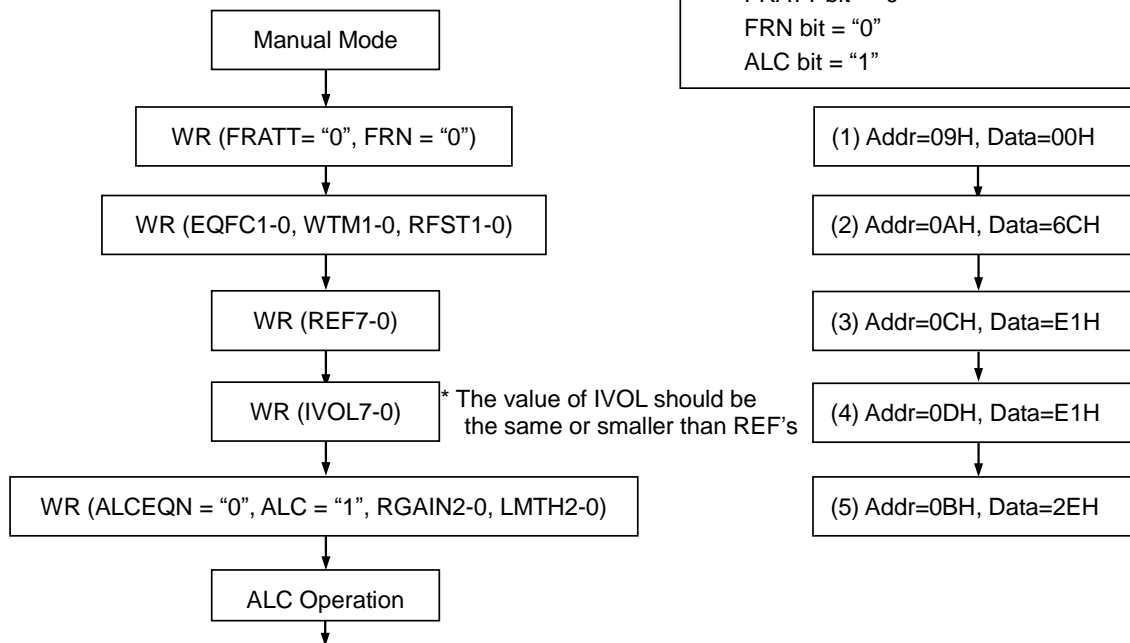 FRN bit = “0”
ALC bit = “1”
Manual Mode
WR (FRATT= “0”, FRN = “0”)
(1) Addr=09H, Data=00H
WR (EQFC1-0, WTM1-0, RFST1-0)
(2) Addr=0AH, Data=6CH
WR (REF7-0)
(3) Addr=0CH, Data=E1H
WR (IVOL7-0)
* The value of IVOL should be
the same or smaller than REF’s
(4) Addr=0DH, Data=E1H
WR (ALCEQN = “0”, ALC = “1”, RGAIN2-0, LMTH2-0)
(5) Addr=0BH, Data=2EH
ALC Operation